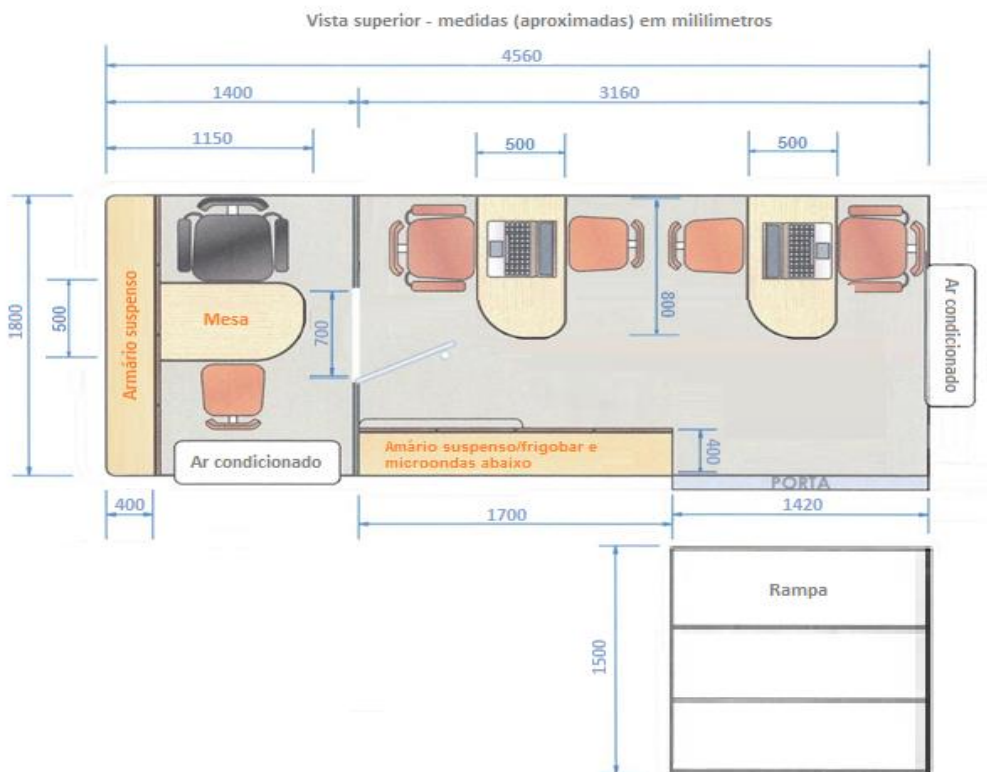 Vista superior - medidas (aproximadas) em mililimetros
4560
1400
3160
1150
500
500
1800
500
Armário suspenso
Mesa
700
800
Ar condicionado
Ar condicionado
Amário suspenso/frigobar e
microondas abaixo
400
PORTA
400
1700
1420
1500
Rampa